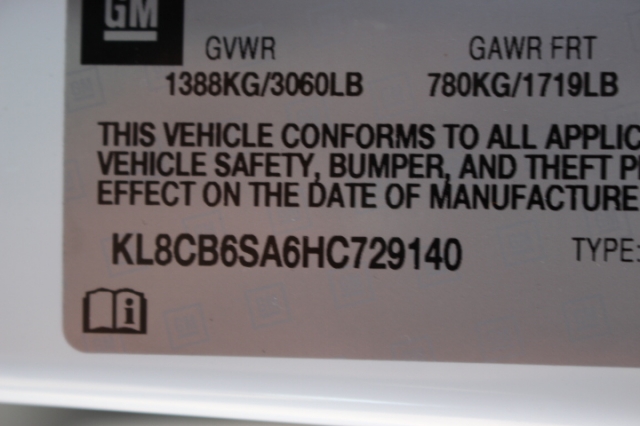 GM
GVWR GAWR FRT
1388KG/3060LB 780KG/1719LB
THIS VEHICLE CONFORMS TO ALL APPLIC
VEHICLE SAFETY, BUMPER, AND THEFT P
EFFECT ON THE DATE OF MANUFACTURE
KL8CB6SA6HC729140 TYPE:
i